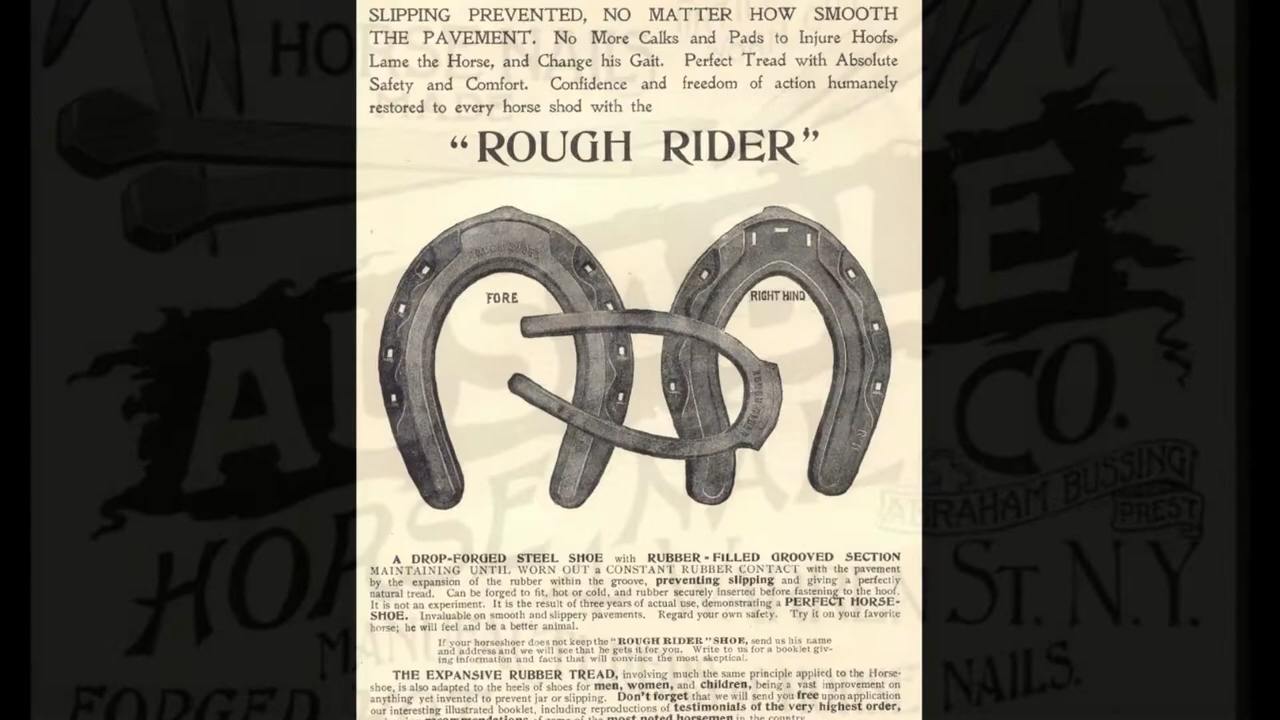 SLIPPING PREVENTED, NO MATTER HOW SMOOTH
THE PAVEMENT. No More Calks and Pads to Injure Hoofs,
Lame the Horse, and Change his Gait. Perfect Tread with Absolute
Safety and Comfort. Confidence and freedom of action humanely
restored to every horse shod with the
"ROUGH RIDER"
FORE
RIGHT HIND
A DROP-FORGED STEEL SHOE with RUBBER-FILLED GROOVED SECTION
MAINTAINING UNTIL WORN OUT a CONSTANT RUBBER CONTACT with the pavement
by the expansion of the rubber within the groove, preventing slipping and giving a perfectly
natural tread. Can be forged to fit, hot or cold, and rubber securely inserted before fastening to the hoof.
It is not an experiment. It is the result of three years of actual use, demonstrating a PERFECT HORSE-
SHOE. Invaluable on smooth and slippery pavements. Regard your own safety. Try it on your favorite
horse; he will feel and be a better animal.
If your horseshoer does not keep the "ROUGH RIDER" SHOE, send us his name
and address and we will see that he gets it for you. Write to us for a booklet giv-
ing information and facts that will convince the most skeptical.
THE EXPANSIVE RUBBER TREAD, involving much the same principle applied to the Horse-
shoe, is also adapted to the heels of shoes for men, women, and children, being a vast improvement on
anything yet invented to prevent jar or slipping. Don't forget that we will send you free upon application
our interesting illustrated booklet, including reproductions of testimonials of the very highest order,
recommendations of some of the most noted horsemen in the country
HO
A
E
CO.
ABRAHAM BUSSING
PREST
HOR
ST. N.Y.
MAN
FORGED
NAILS.